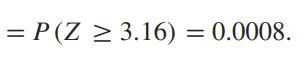 = P(Z ≥ 3.16) = 0.0008.